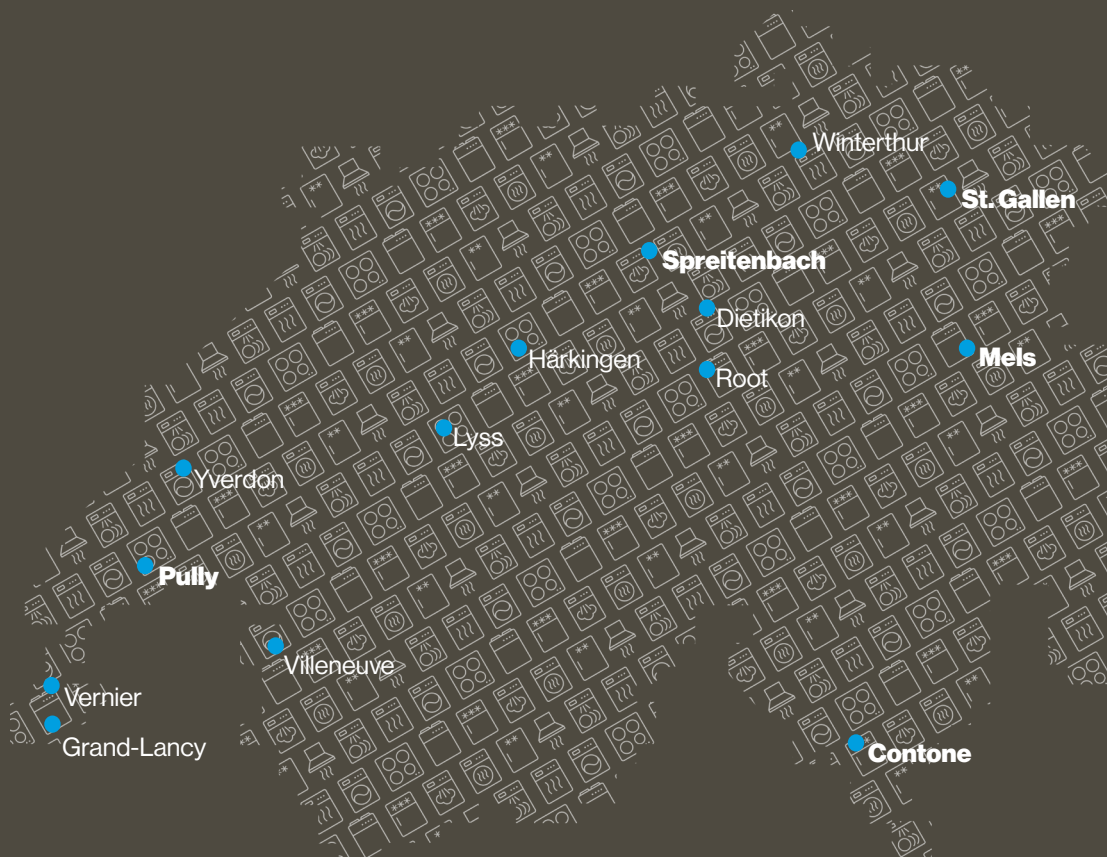 Winterthur
St. Gallen
Spreitenbach
Dietikon
Härkingen
Mels
Root
Lyss
Yverdon
Pully
Villeneuve
Vernier
Grand-Lancy
Contone